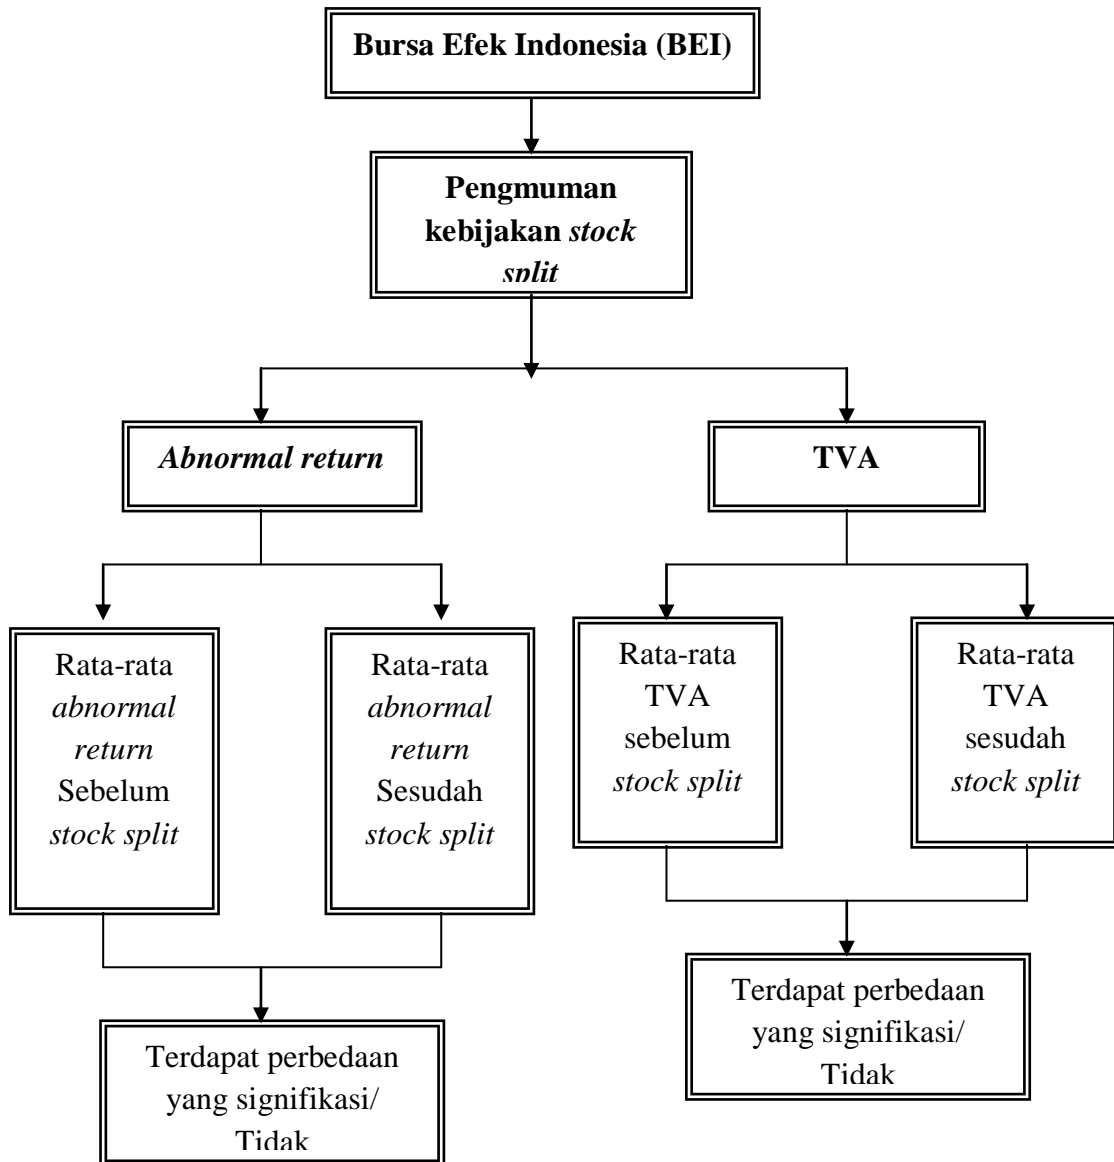 Bursa Efek Indonesia (BEI)
Pengmuman
kebijakan stock
split
Abnormal return
TVA
Rata-rata
abnormal
return
Sebelum
stock split
Rata-rata
abnormal
return
Sesudah
stock split
Rata-rata
TVA
sebelum
stock split
Rata-rata
TVA
sesudah
stock split
Terdapat perbedaan
yang signifikasi/
Tidak
Terdapat perbedaan
yang signifikasi/
Tidak